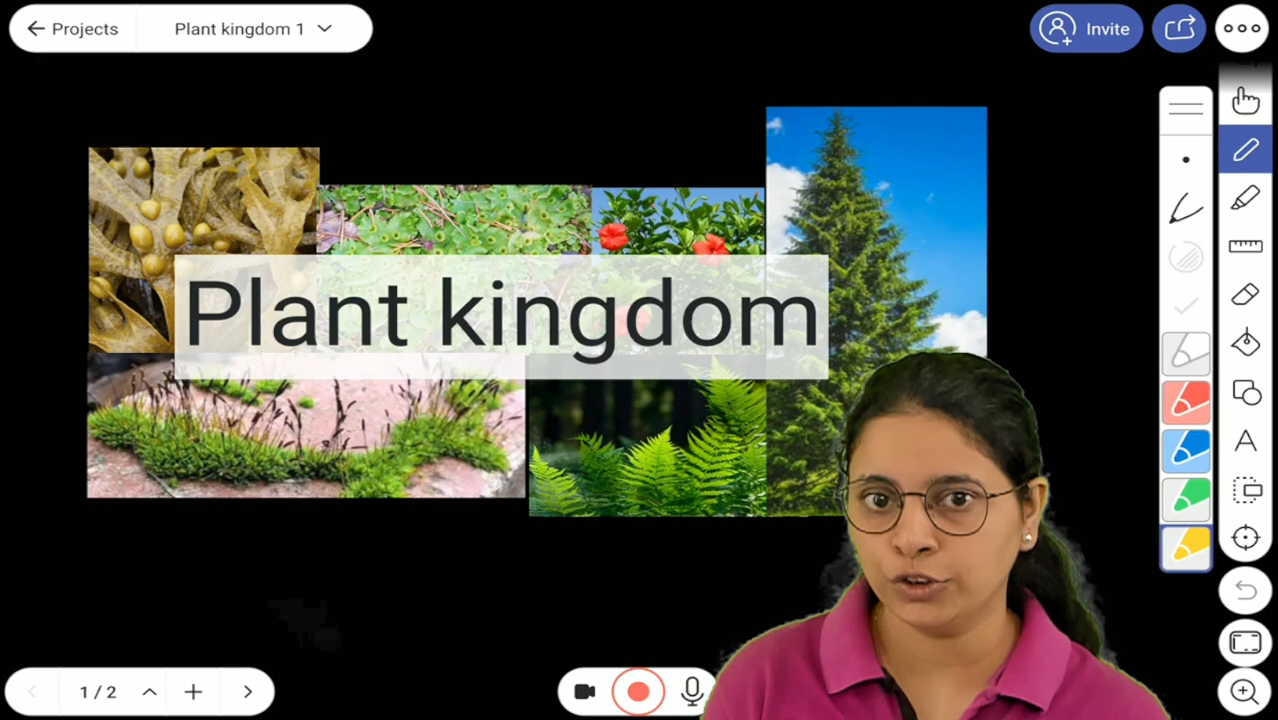 Projects
Plant kingdom 1
Invite
Plant kingdom
1 / 2